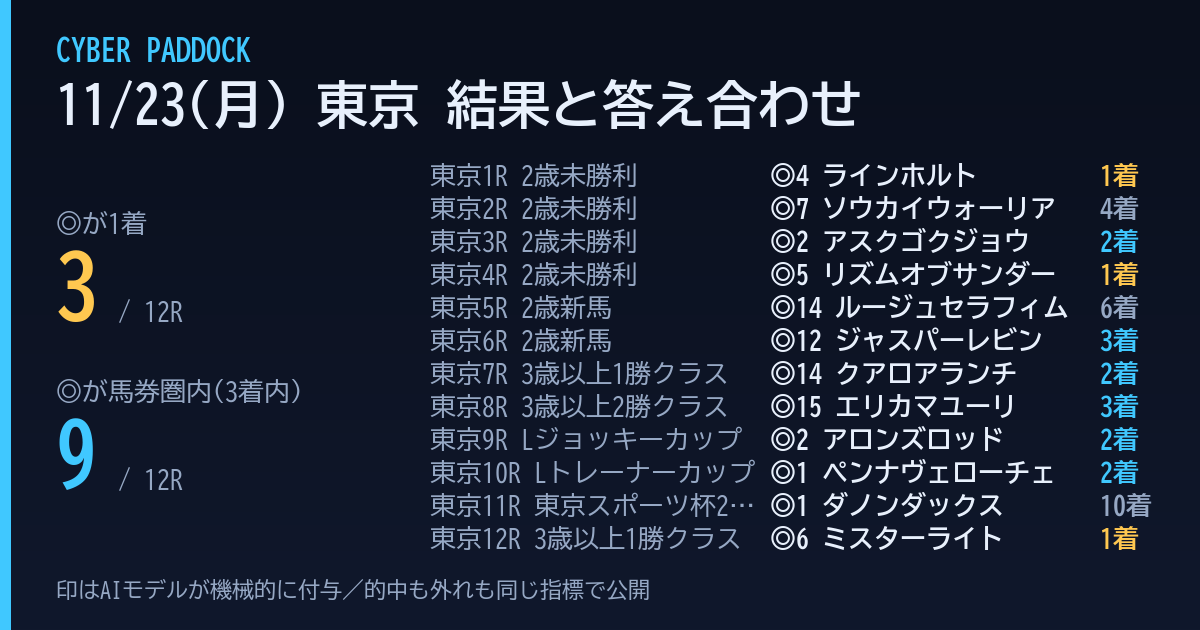 CYBER PADDOCK
11/23(月) 東京 結果と答え合わせ
◎が1着
3 / 12R
◎が馬券圏内(3着内)
9 / 12R
東京1R 2歳未勝利 ◎4 ラインホルト 1着
東京2R 2歳未勝利 ◎7 ソウカイウォーリア 4着
東京3R 2歳未勝利 ◎2 アスクゴクジョウ 2着
東京4R 2歳未勝利 ◎5 リズムオブサンダー 1着
東京5R 2歳新馬 ◎14 ルージュセラフィム 6着
東京6R 2歳新馬 ◎12 ジャスパーレビン 3着
東京7R 3歳以上1勝クラス ◎14 クアロアランチ 2着
東京8R 3歳以上2勝クラス ◎15 エリカマユーリ 3着
東京9R Lジョッキーカップ ◎2 アロンズロッド 2着
東京10R Lトレーナーカップ ◎1 ペンナヴェローチェ 2着
東京11R 東京スポーツ杯2… ◎1 ダノンダックス 10着
東京12R 3歳以上1勝クラス ◎6 ミスターライト 1着
印はAIモデルが機械的に付与／的中も外れも同じ指標で公開